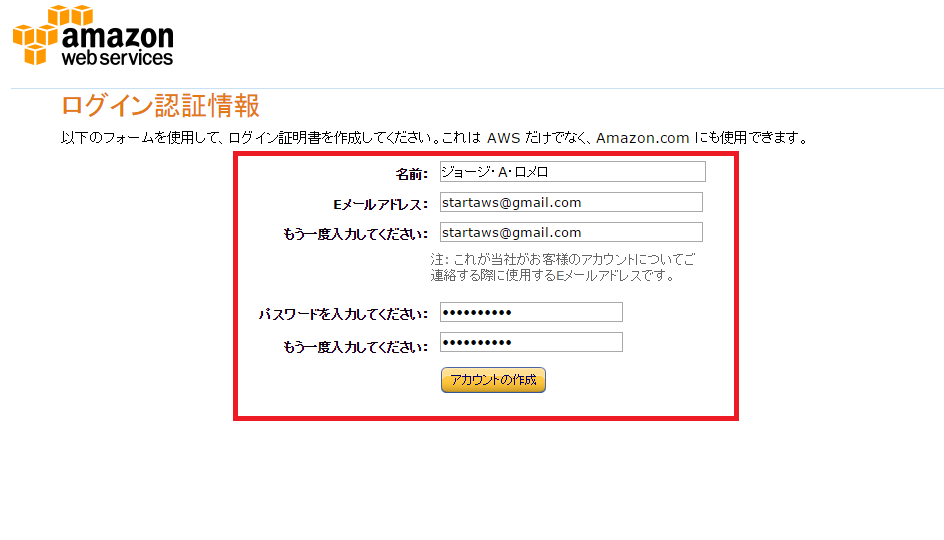 amazon
web services
ログイン認証情報
以下のフォームを使用して、ログイン証明書を作成してください。これは AWS だけでなく、Amazon.com にも使用できます。
名前: ジョージ・A・ロメロ
Eメールアドレス: startaws@gmail.com
もう一度入力してください: startaws@gmail.com
注: これが当社がお客様のアカウントについてご
連絡する際に使用するEメールアドレスです。
パスワードを入力してください: ••••••••••
もう一度入力してください: ••••••••••
アカウントの作成